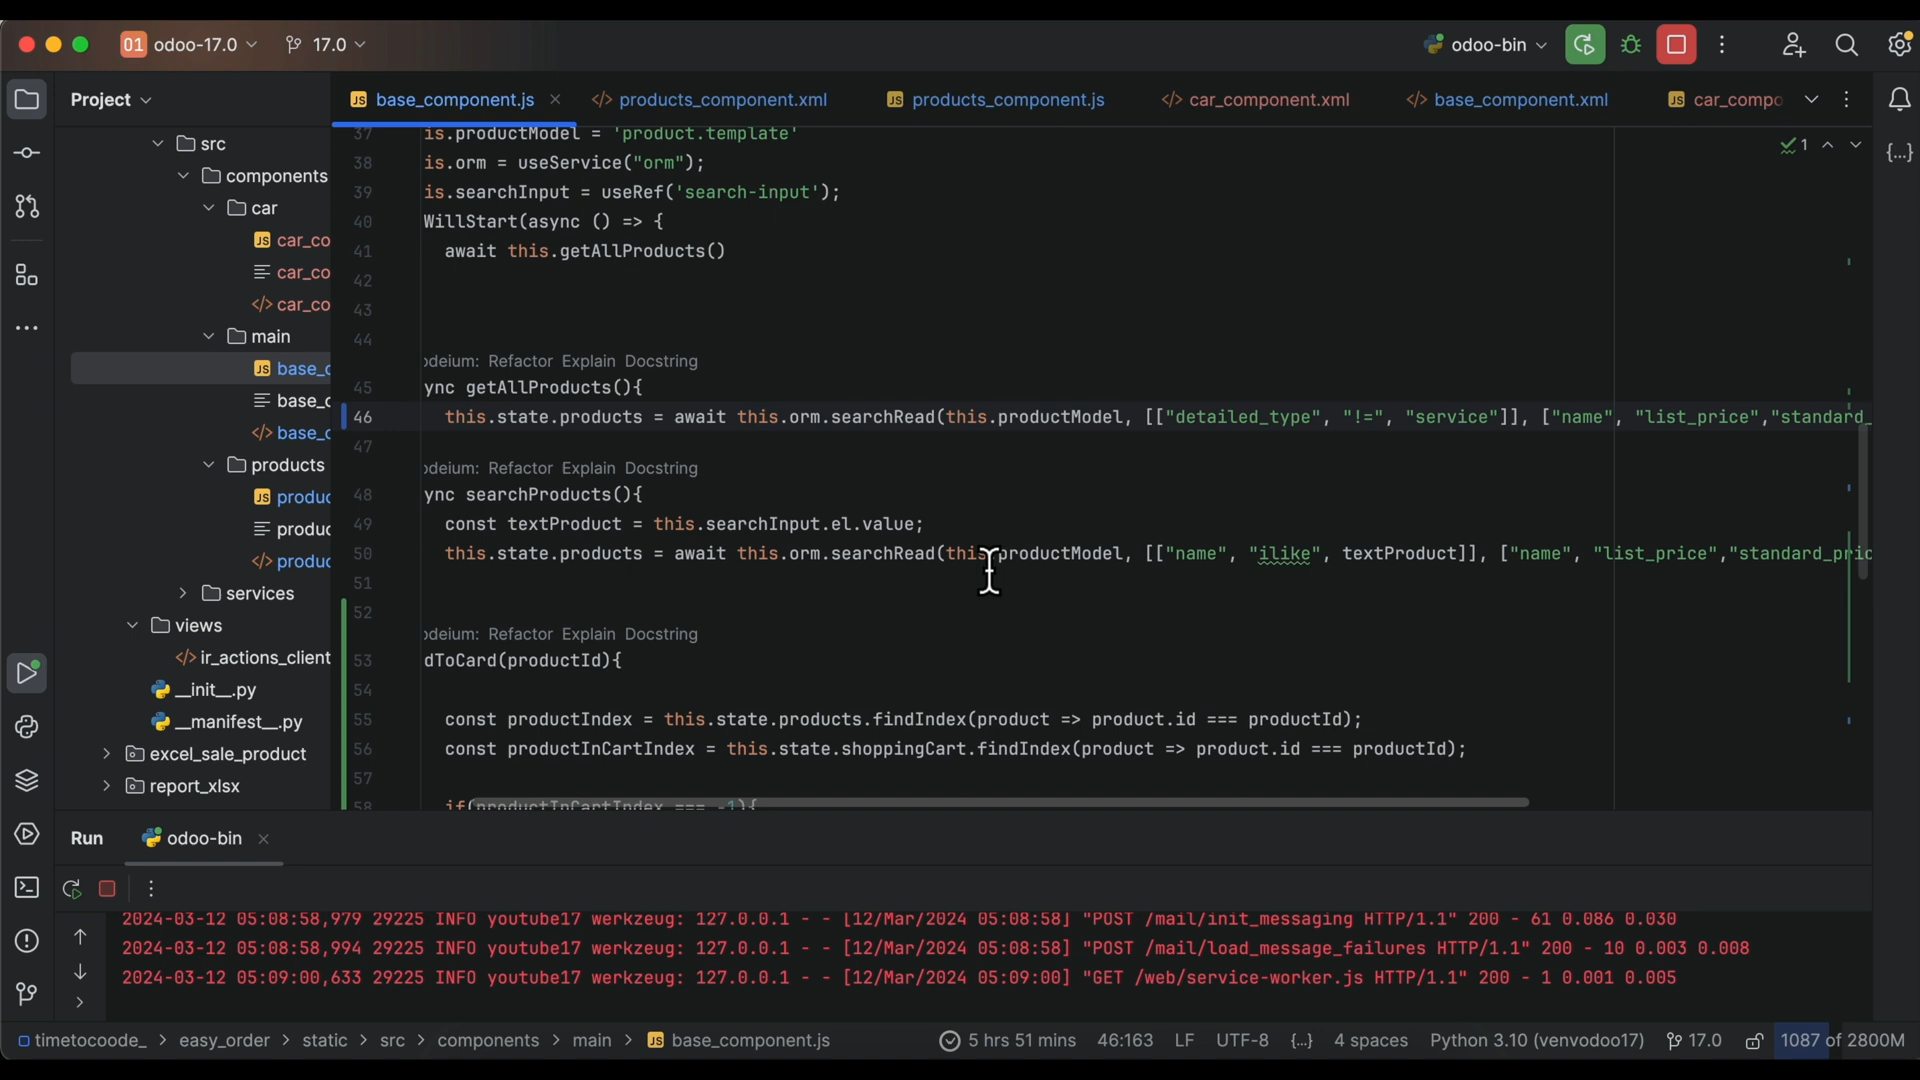 01 odoo-17.0 17.0 odoo-bin
Project base_component.js products_component.xml products_component.js car_component.xml base_component.xml car_compo
src
components
car
car_co
car_co
car_co
main
base_c
base_
base_c
products
produc
produc
produc
services
views
ir_actions_client
__init__.py
__manifest__.py
excel_sale_product
report_xlsx
1
37 is.productModel = 'product.template'
38 is.orm = useService("orm");
39 is.searchInput = useRef('search-input');
40 WillStart(async () => {
41 await this.getAllProducts()
42
43
44
odeium: Refactor Explain Docstring
45 ync getAllProducts(){
46 this.state.products = await this.orm.searchRead(this.productModel, [["detailed_type", "!=", "service"]], ["name", "list_price","standard_
47
odeium: Refactor Explain Docstring
48 ync searchProducts(){
49 const textProduct = this.searchInput.el.value;
50 this.state.products = await this.orm.searchRead(this.productModel, [["name", "ilike", textProduct]], ["name", "list_price","standard_pric
51
52
odeium: Refactor Explain Docstring
53 dToCard(productId){
54
55 const productIndex = this.state.products.findIndex(product => product.id === productId);
56 const productInCartIndex = this.state.shoppingCart.findIndex(product => product.id === productId);
57
58 if(productInCartIndex === -1){
Run odoo-bin
2024-03-12 05:08:58,979 29225 INFO youtube17 werkzeug: 127.0.0.1 - - [12/Mar/2024 05:08:58] "POST /mail/init_messaging HTTP/1.1" 200 - 61 0.086 0.030
2024-03-12 05:08:58,994 29225 INFO youtube17 werkzeug: 127.0.0.1 - - [12/Mar/2024 05:08:58] "POST /mail/load_message_failures HTTP/1.1" 200 - 10 0.003 0.008
2024-03-12 05:09:00,633 29225 INFO youtube17 werkzeug: 127.0.0.1 - - [12/Mar/2024 05:09:00] "GET /web/service-worker.js HTTP/1.1" 200 - 1 0.001 0.005
timetocoode_ > easy_order > static > src > components > main > base_component.js 5 hrs 51 mins 46:163 LF UTF-8 {..} 4 spaces Python 3.10 (venvodoo17) 17.0 1087 of 2800M